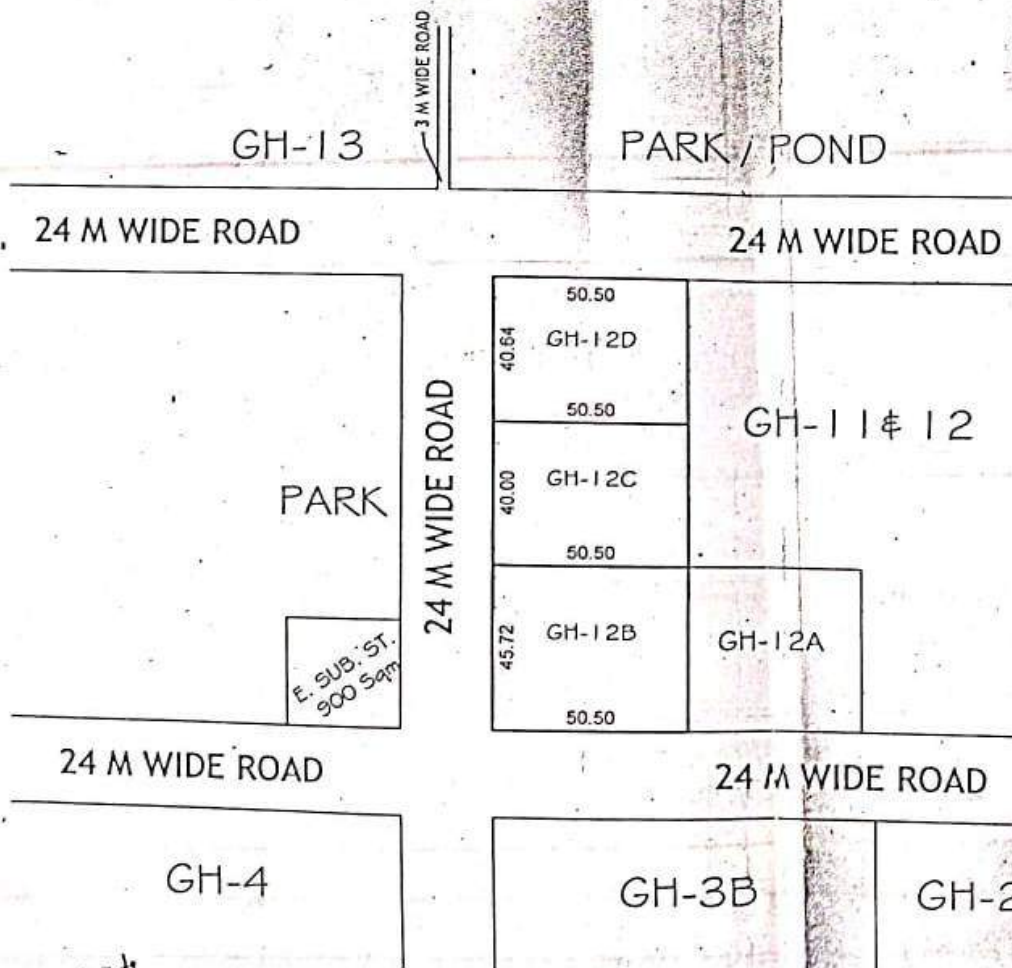 3 M WIDE ROAD
GH-13
PARK / POND
24 M WIDE ROAD
24 M WIDE ROAD
50.50
40.64
GH-12D
50.50
GH-11 & 12
24 M WIDE ROAD
PARK
40.00
GH-12C
50.50
45.72
GH-12B
GH-12A
E. SUB. ST.
900 Sqm
50.50
24 M WIDE ROAD
24 M WIDE ROAD
GH-4
GH-3B
GH-2